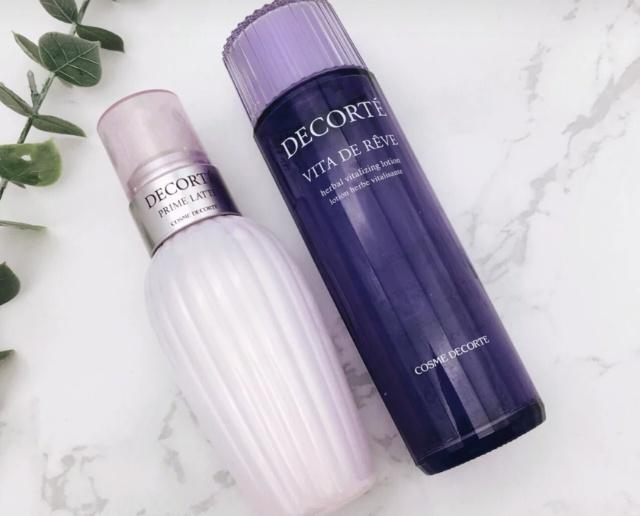 DECORTÉ
PRIME LATTE
COSME DECORTE
DECORTÉ
VITA DE RÊVE
herbal vitalizing lotion
lotion herbe vitalisante
COSME DECORTE